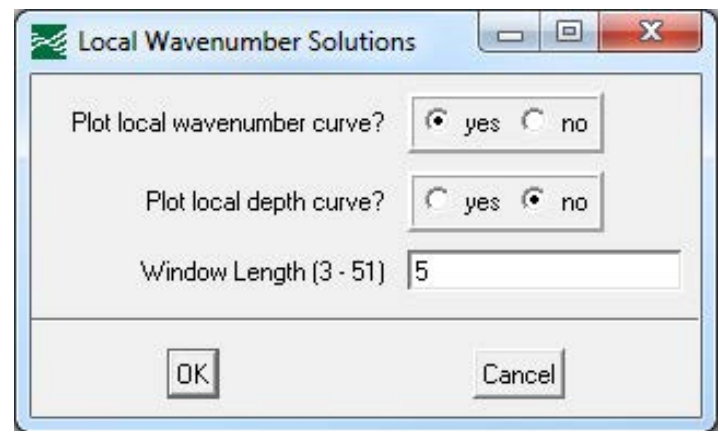 Local Wavenumber Solutions
Plot local wavenumber curve? yes no
Plot local depth curve? yes no
Window Length (3 - 51) 5
OK Cancel